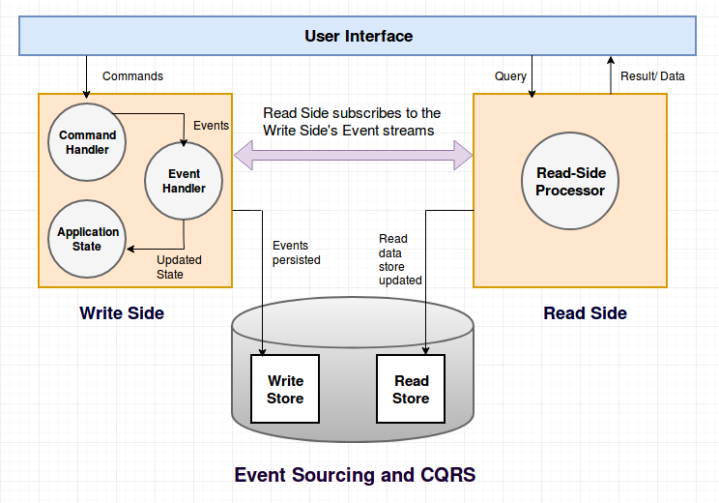 User Interface
Commands
Query
Result/ Data
Command
Handler
Events
Event
Handler
Application
State
Updated
State
Read Side subscribes to the
Write Side's Event streams
Read-Side
Processor
Events
persisted
Read
data
store
updated
Write Side
Read Side
Write
Store
Read
Store
Event Sourcing and CQRS